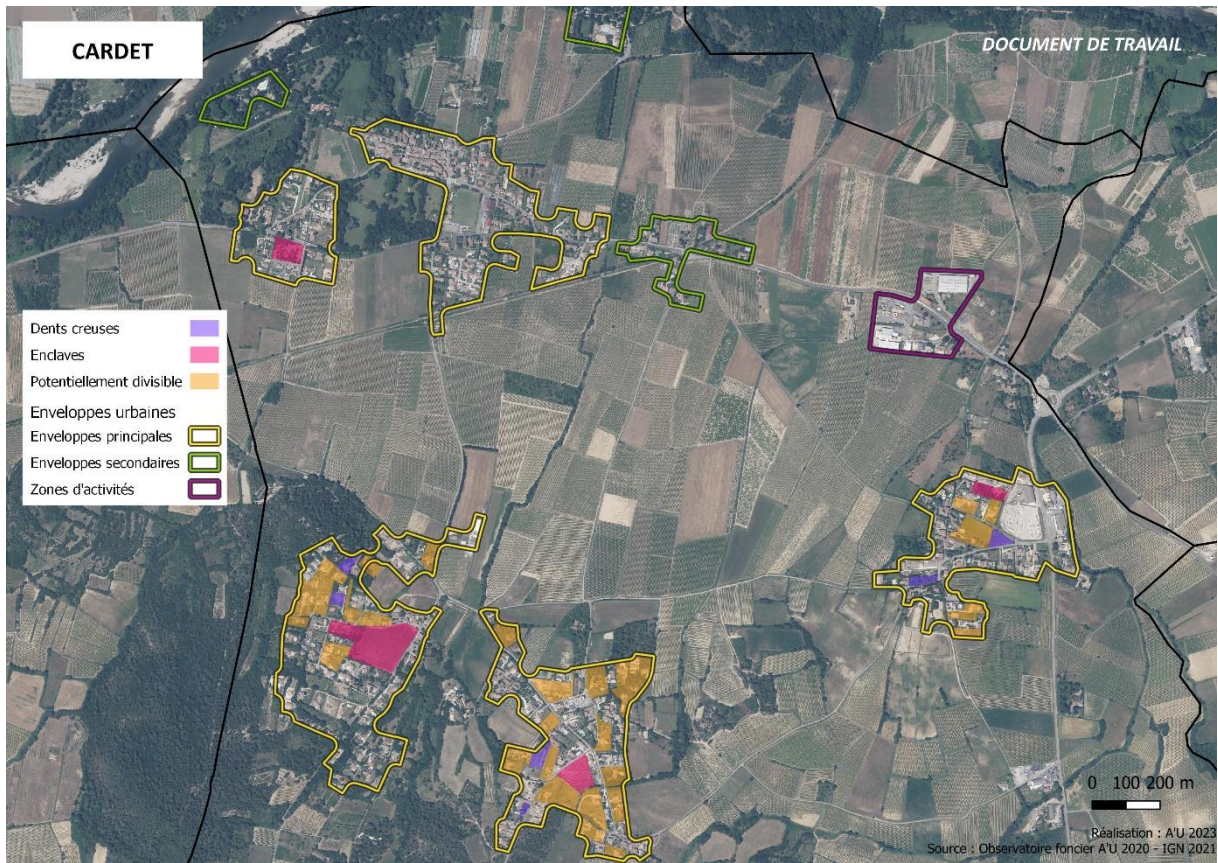 CARDET
DOCUMENT DE TRAVAIL
Dents creuses
Enclaves
Potentiellement divisible
Enveloppes urbaines
Enveloppes principales
Enveloppes secondaires
Zones d'activités
0 100 200 m
Réalisation : A'U 2023
Source : Observatoire foncier A'U 2020 - IGN 2021